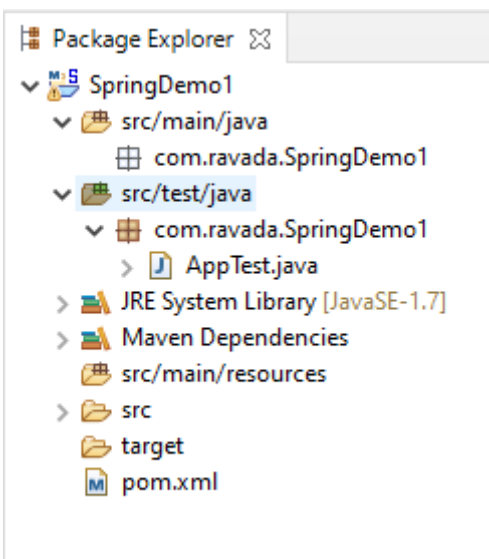 Package Explorer
SpringDemo1
src/main/java
com.ravada.SpringDemo1
src/test/java
com.ravada.SpringDemo1
AppTest.java
JRE System Library [JavaSE-1.7]
Maven Dependencies
src/main/resources
src
target
pom.xml